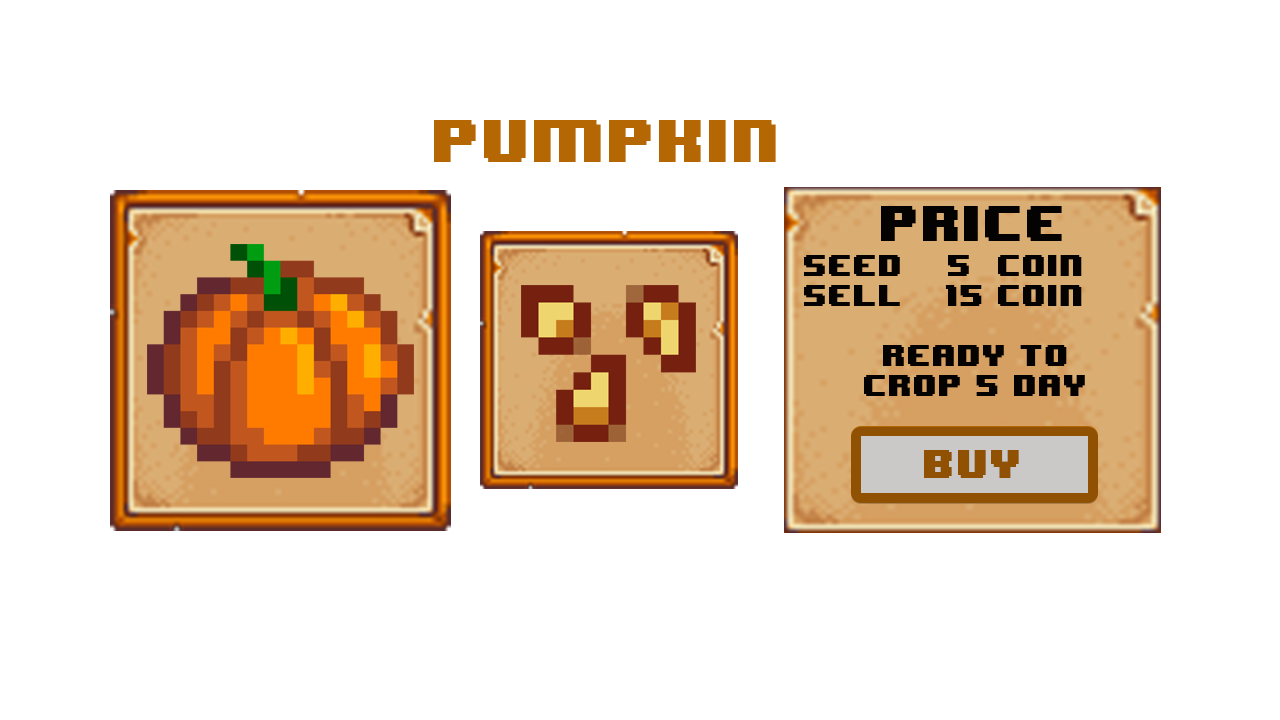 PUMPKIN
PRICE
SEED 5 COIN
SELL 15 COIN
READY TO
CROP 5 DAY
BUY